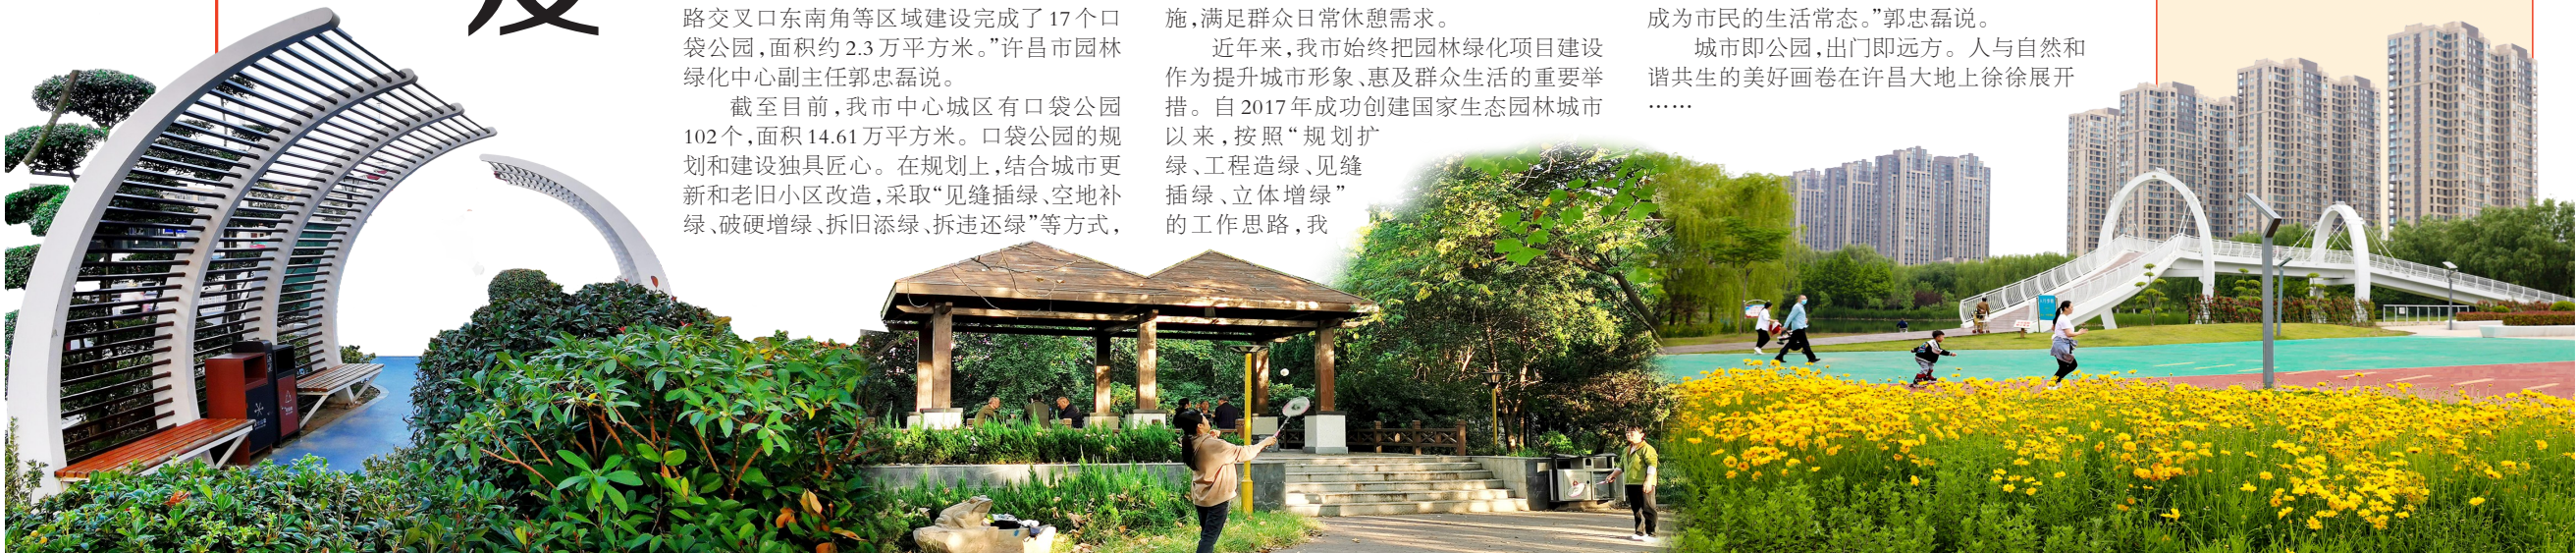 路交叉口东南角等区域建设完成了17个口
袋公园，面积约2.3万平方米。”许昌市园林
绿化中心副主任郭忠磊说。
截至目前，我市中心城区有口袋公园
102个，面积14.61万平方米。口袋公园的规
划和建设独具匠心。在规划上，结合城市更
新和老旧小区改造，采取“见缝插绿、空地补
绿、破硬增绿、拆旧添绿、拆违还绿”等方式，
施，满足群众日常休憩需求。
近年来，我市始终把园林绿化项目建设
作为提升城市形象、惠及群众生活的重要举
措。自2017年成功创建国家生态园林城市
以来，按照“规划扩
绿、工程造绿、见缝
插绿、立体增绿”
的工作思路，我
成为市民的生活常态。”郭忠磊说。
城市即公园，出门即远方。人与自然和
谐共生的美好画卷在许昌大地上徐徐展开
……